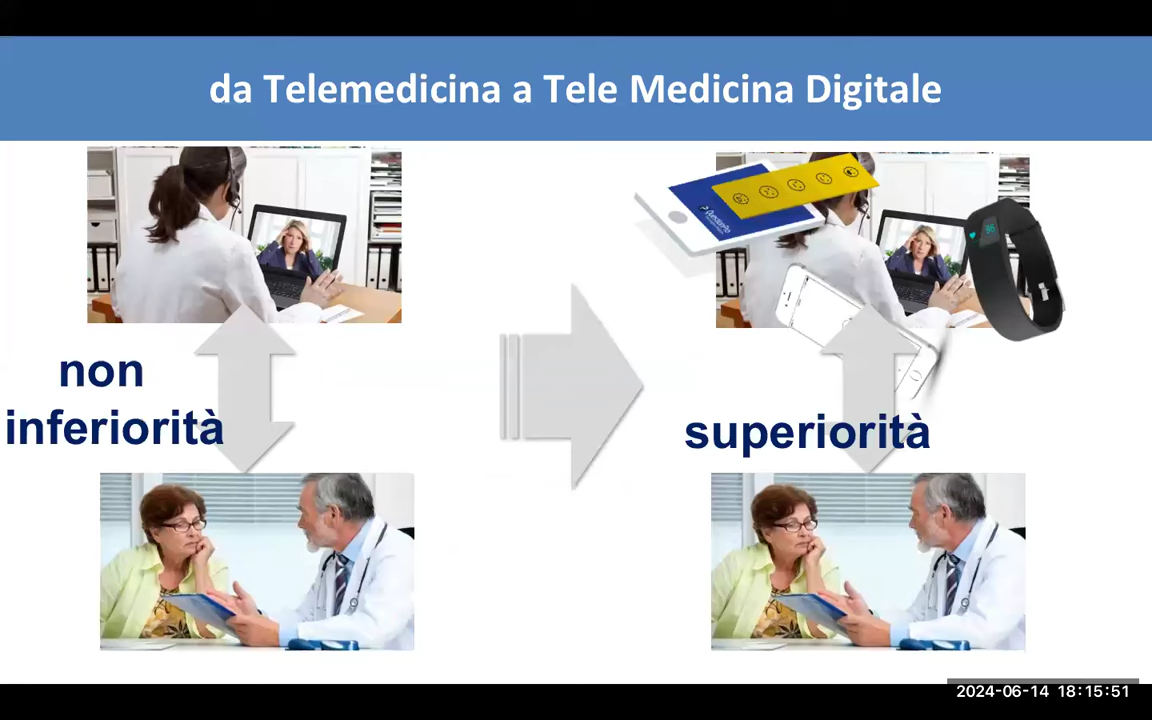 da Telemedicina a Tele Medicina Digitale
non
inferiorità
superiorità
2024-06-14 18:15:51